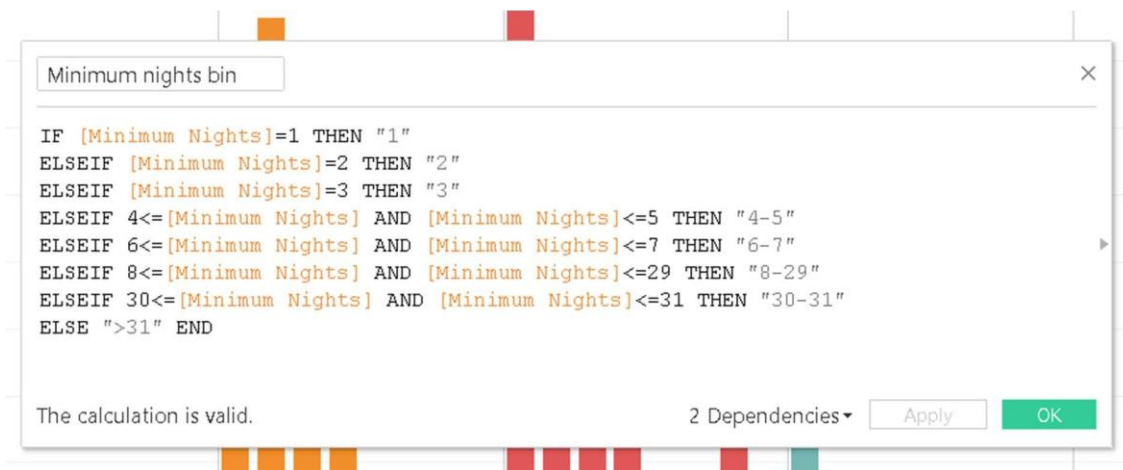 Minimum nights bin
IF [Minimum Nights]=1 THEN "1"
ELSEIF [Minimum Nights]=2 THEN "2"
ELSEIF [Minimum Nights]=3 THEN "3"
ELSEIF 4<=[Minimum Nights] AND [Minimum Nights]<=5 THEN "4-5"
ELSEIF 6<=[Minimum Nights] AND [Minimum Nights]<=7 THEN "6-7"
ELSEIF 8<=[Minimum Nights] AND [Minimum Nights]<=29 THEN "8-29"
ELSEIF 30<=[Minimum Nights] AND [Minimum Nights]<=31 THEN "30-31"
ELSE ">31" END
The calculation is valid. 2 Dependencies Apply OK